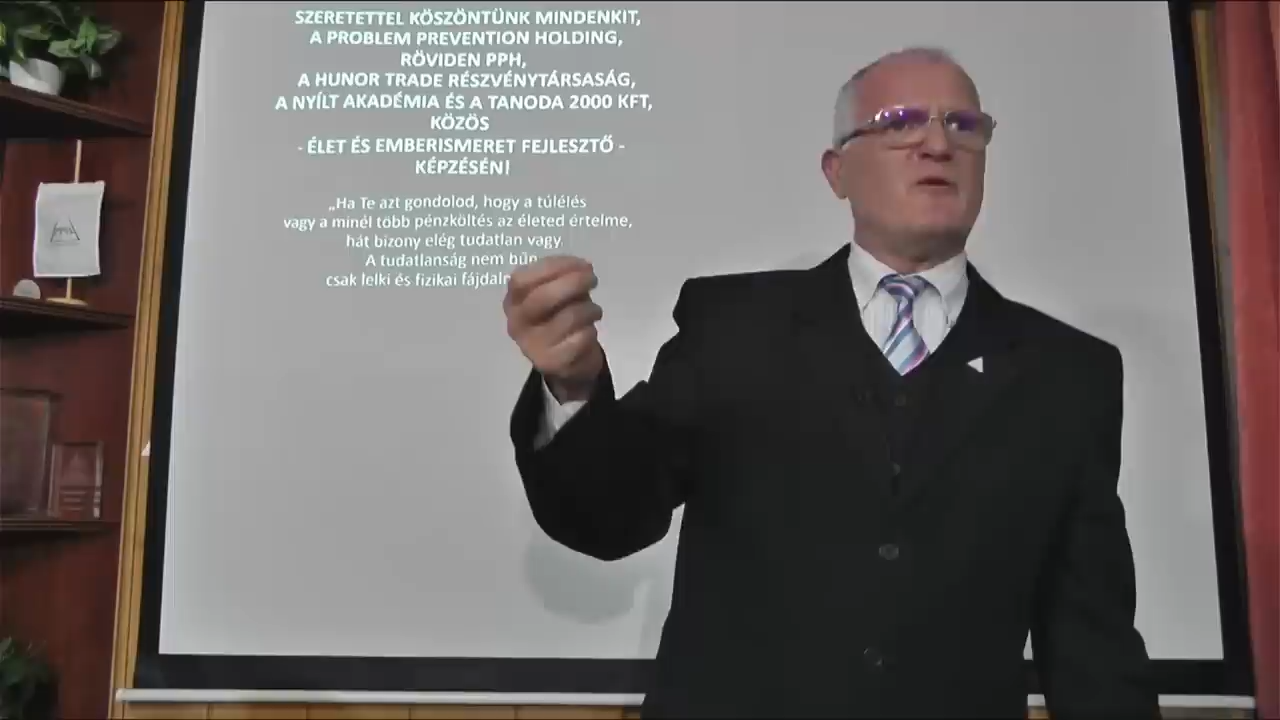 SZERETETTEL KÖSZÖNTÜNK MINDENKIT,
A PROBLEM PREVENTION HOLDING,
RÖVIDEN PPH,
A HUNOR TRADE RÉSZVÉNYTÁRSASÁG,
A NYÍLT AKADÉMIA ÉS A TANODA 2000 KFT,
KÖZÖS
- ÉLET ÉS EMBERISMERET FEJLESZTŐ -
KÉPZÉSÉN!
„Ha Te azt gondolod, hogy a túlélés
vagy a minél több pénzköltés az életed értelme,
hát bizony elég tudatlan vagy.
A tudatlanság nem bűn
csak lelki és fizikai